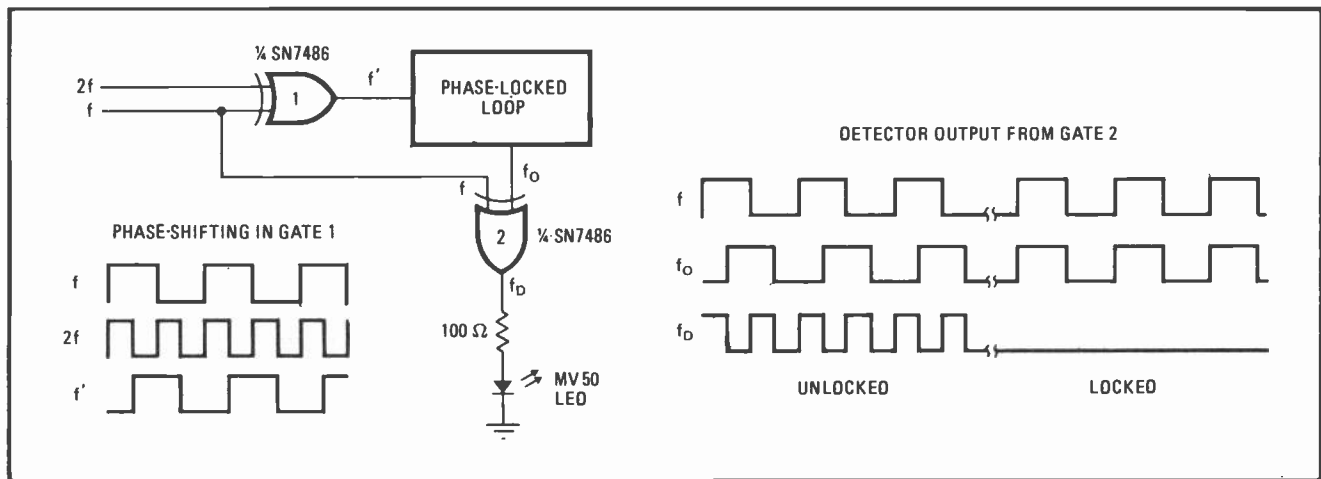 ¼ SN7486
2f
f
1
f'
PHASE-LOCKED
LOOP
f
fO
2
¼ SN7486
fD
100 Ω
MV50
LED
PHASE-SHIFTING IN GATE 1
f
2f
f'
DETECTOR OUTPUT FROM GATE 2
f
fO
fD
UNLOCKED
LOCKED